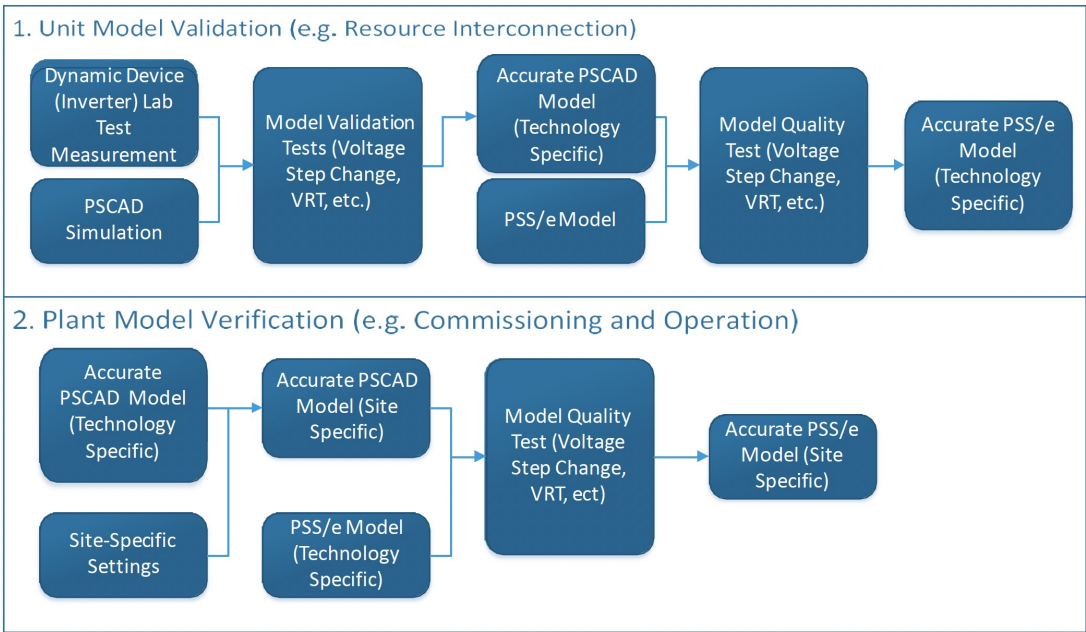 1. Unit Model Validation (e.g. Resource Interconnection)
Dynamic Device
(Inverter) Lab
Test
Measurement
PSCAD
Simulation
Model Validation
Tests (Voltage
Step Change,
VRT, etc.)
Accurate PSCAD
Model
(Technology
Specific)
PSS/e Model
Model Quality
Test (Voltage
Step Change,
VRT, etc.)
Accurate PSS/e
Model
(Technology
Specific)
2. Plant Model Verification (e.g. Commissioning and Operation)
Accurate
PSCAD Model
(Technology
Specific)
Site-Specific
Settings
Accurate PSCAD
Model (Site
Specific)
PSS/e Model
(Technology
Specific)
Model Quality
Test (Voltage
Step Change,
VRT, ect)
Accurate PSS/e
Model (Site
Specific)